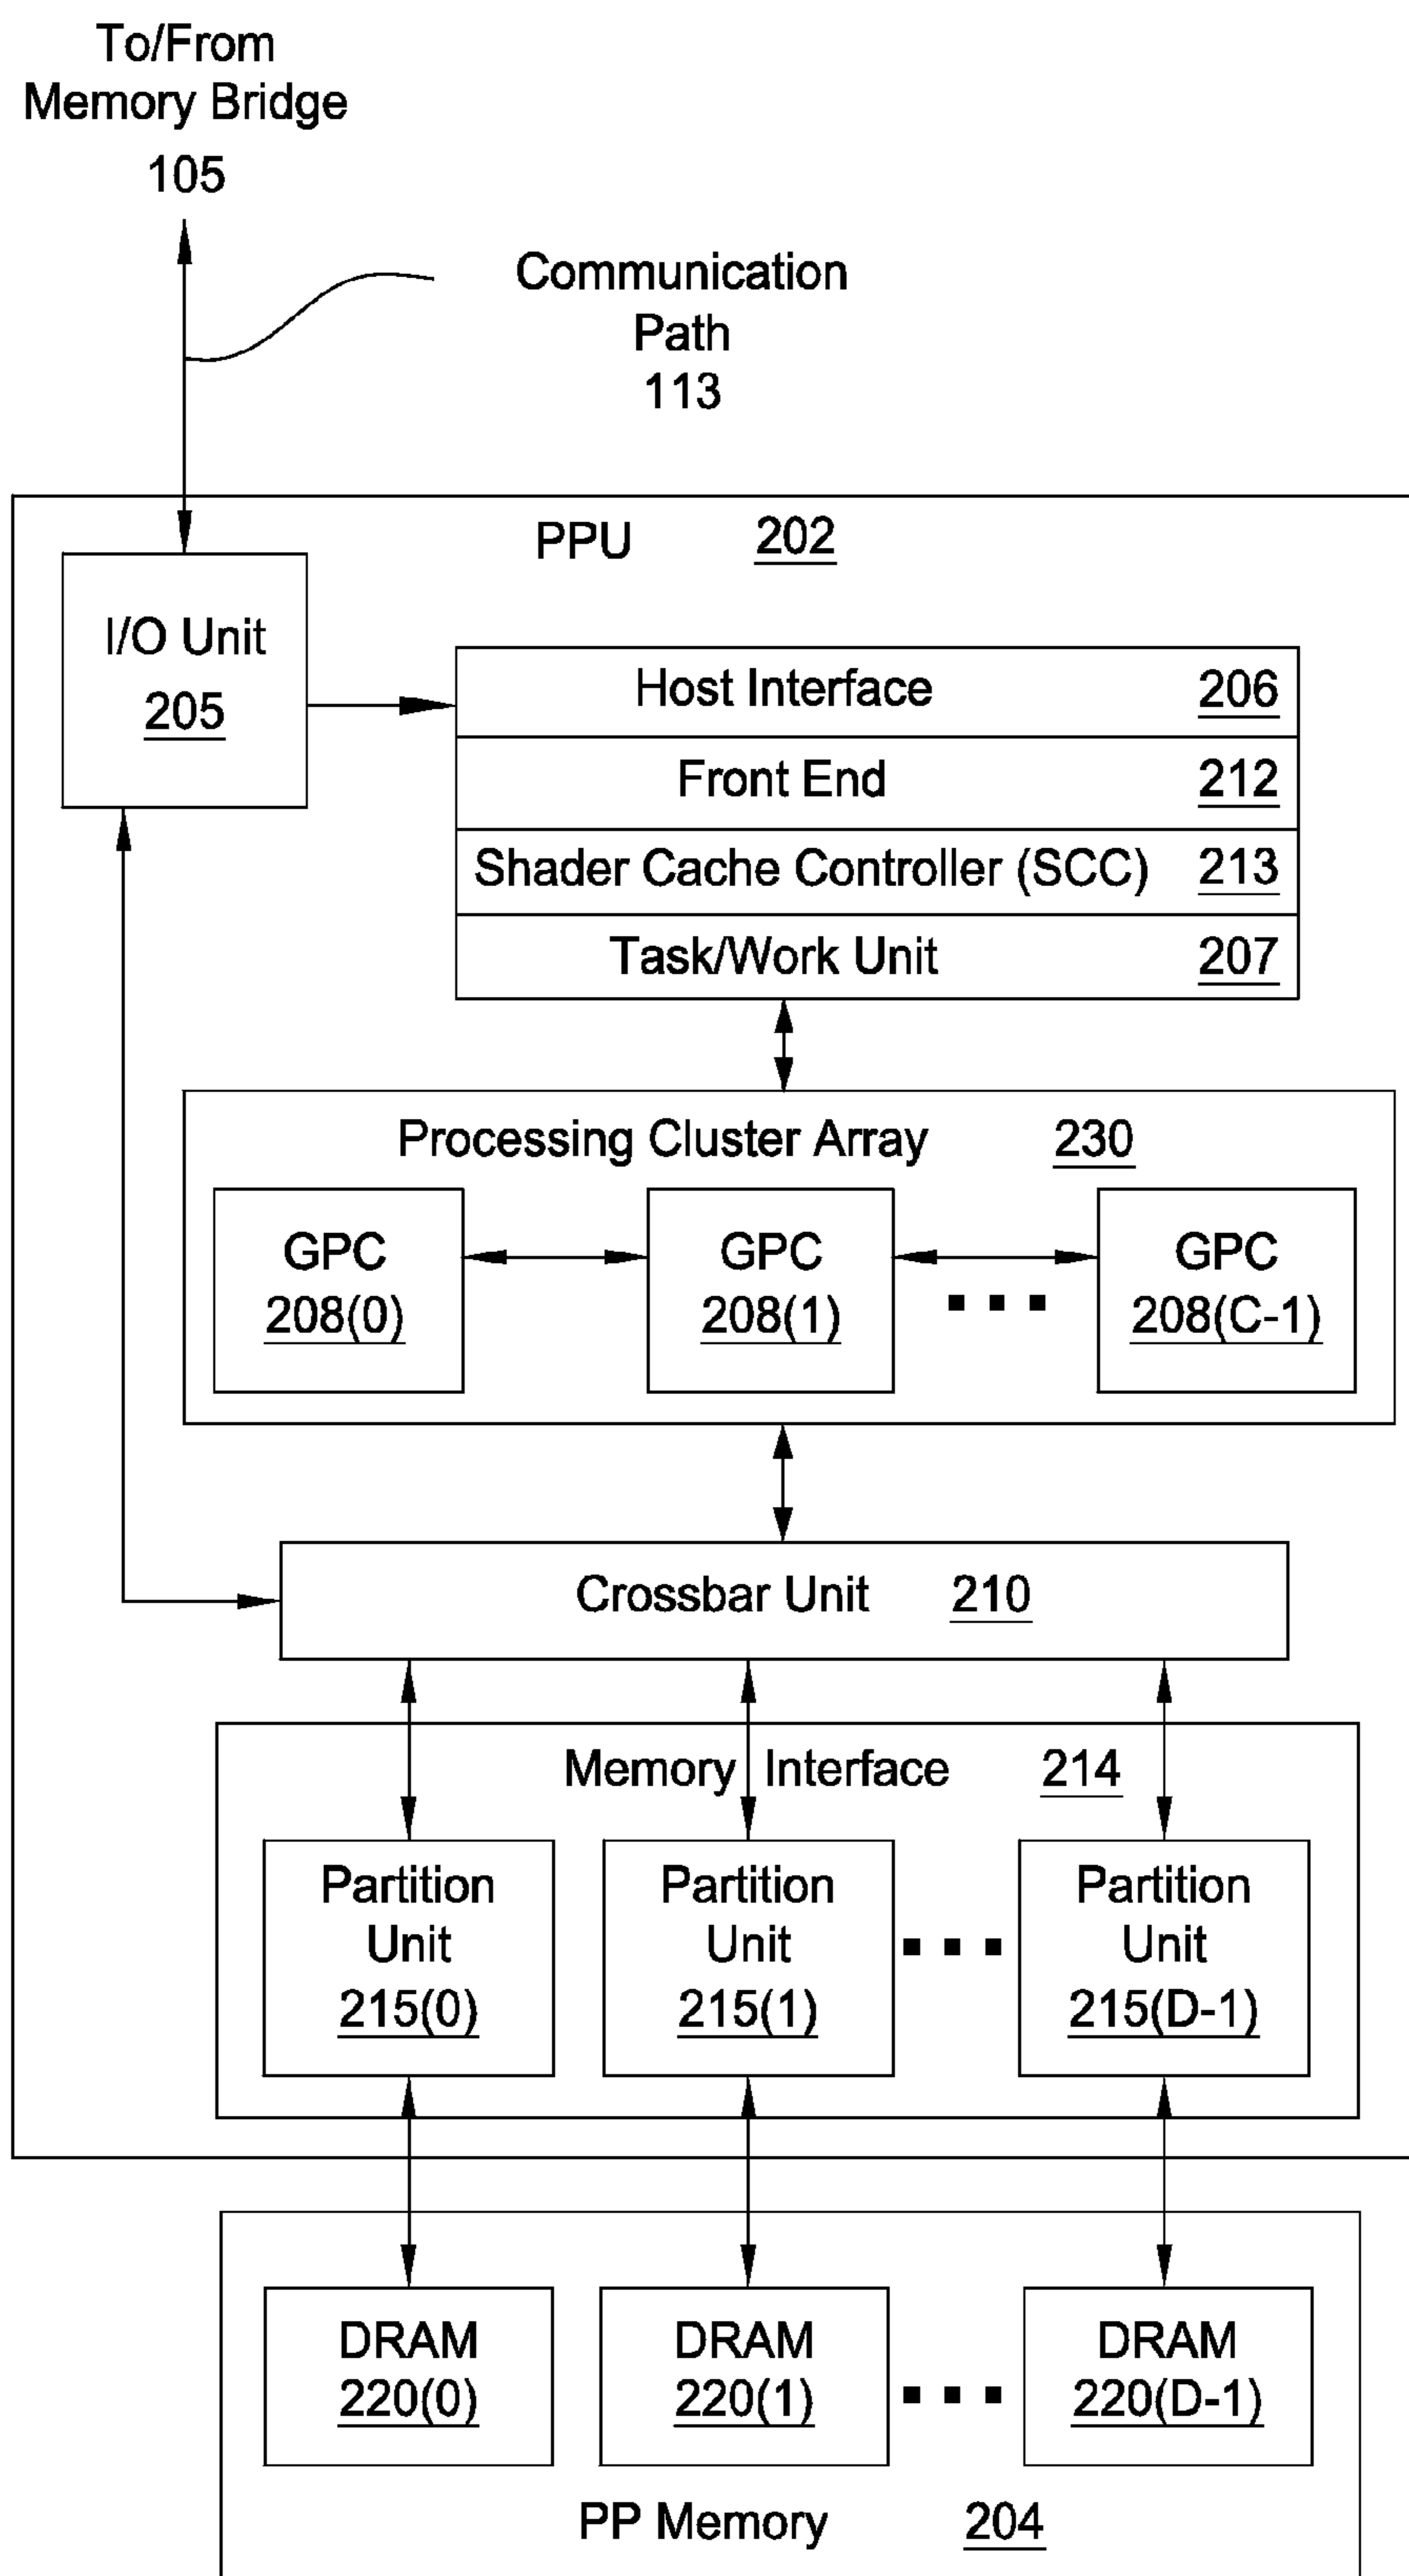 To/From
Memory Bridge
105
Communication
Path
113
PPU 202
I/O Unit
205
Host Interface 206
Front End 212
Shader Cache Controller (SCC) 213
Task/Work Unit 207
Processing Cluster Array 230
GPC
208(0)
GPC
208(1)
GPC
208(C-1)
Crossbar Unit 210
Memory Interface 214
Partition
Unit
215(0)
Partition
Unit
215(1)
Partition
Unit
215(D-1)
DRAM
220(0)
DRAM
220(1)
DRAM
220(D-1)
PP Memory 204